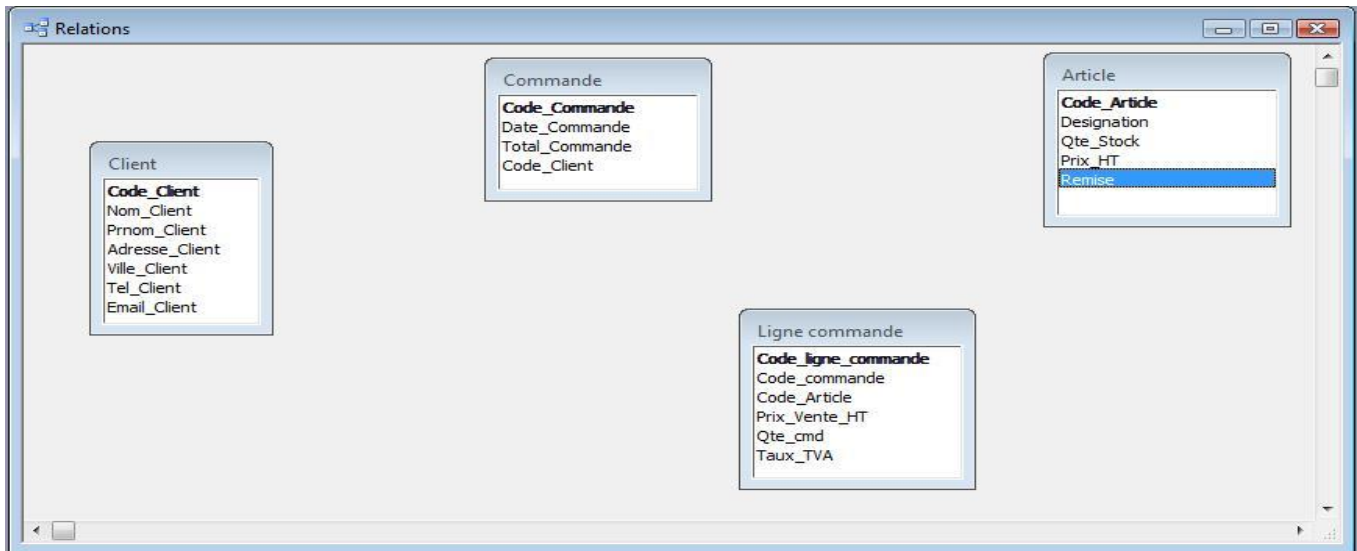 Relations
Client
Code_Client
Nom_Client
Prnom_Client
Adresse_Client
Ville_Client
Tel_Client
Email_Client
Commande
Code_Commande
Date_Commande
Total_Commande
Code_Client
Ligne commande
Code_ligne_commande
Code_commande
Code_Article
Prix_Vente_HT
Qte_cmd
Taux_TVA
Article
Code_Article
Designation
Qte_Stock
Prix_HT
Remise